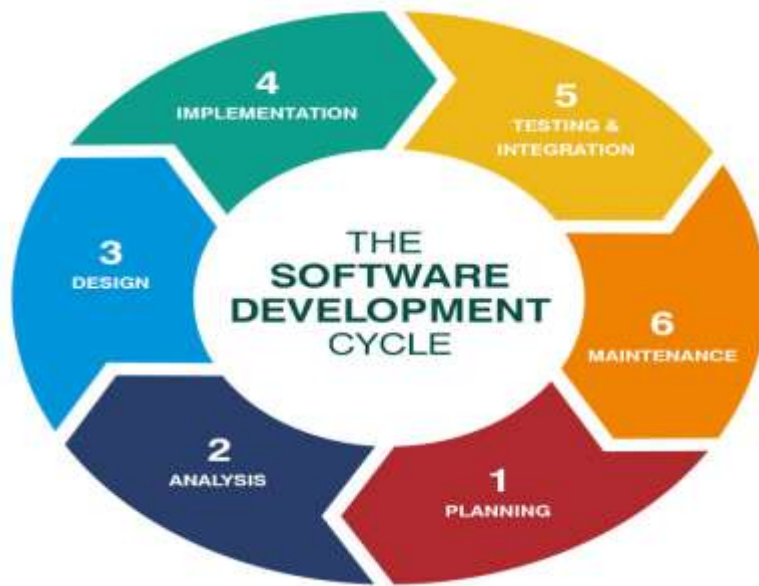 THE
SOFTWARE
DEVELOPMENT
CYCLE
1
PLANNING
2
ANALYSIS
3
DESIGN
4
IMPLEMENTATION
5
TESTING &
INTEGRATION
6
MAINTENANCE